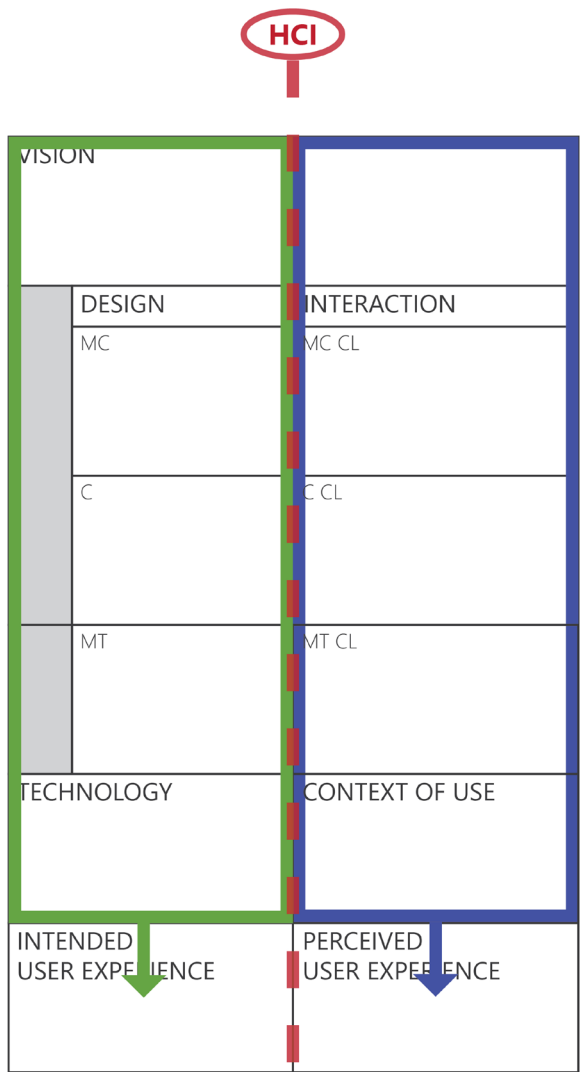 HCI
VISION
DESIGN
INTERACTION
MC
MC CL
C
C CL
MT
MT CL
TECHNOLOGY
CONTEXT OF USE
INTENDED
USER EXPERIENCE
PERCEIVED
USER EXPERIENCE